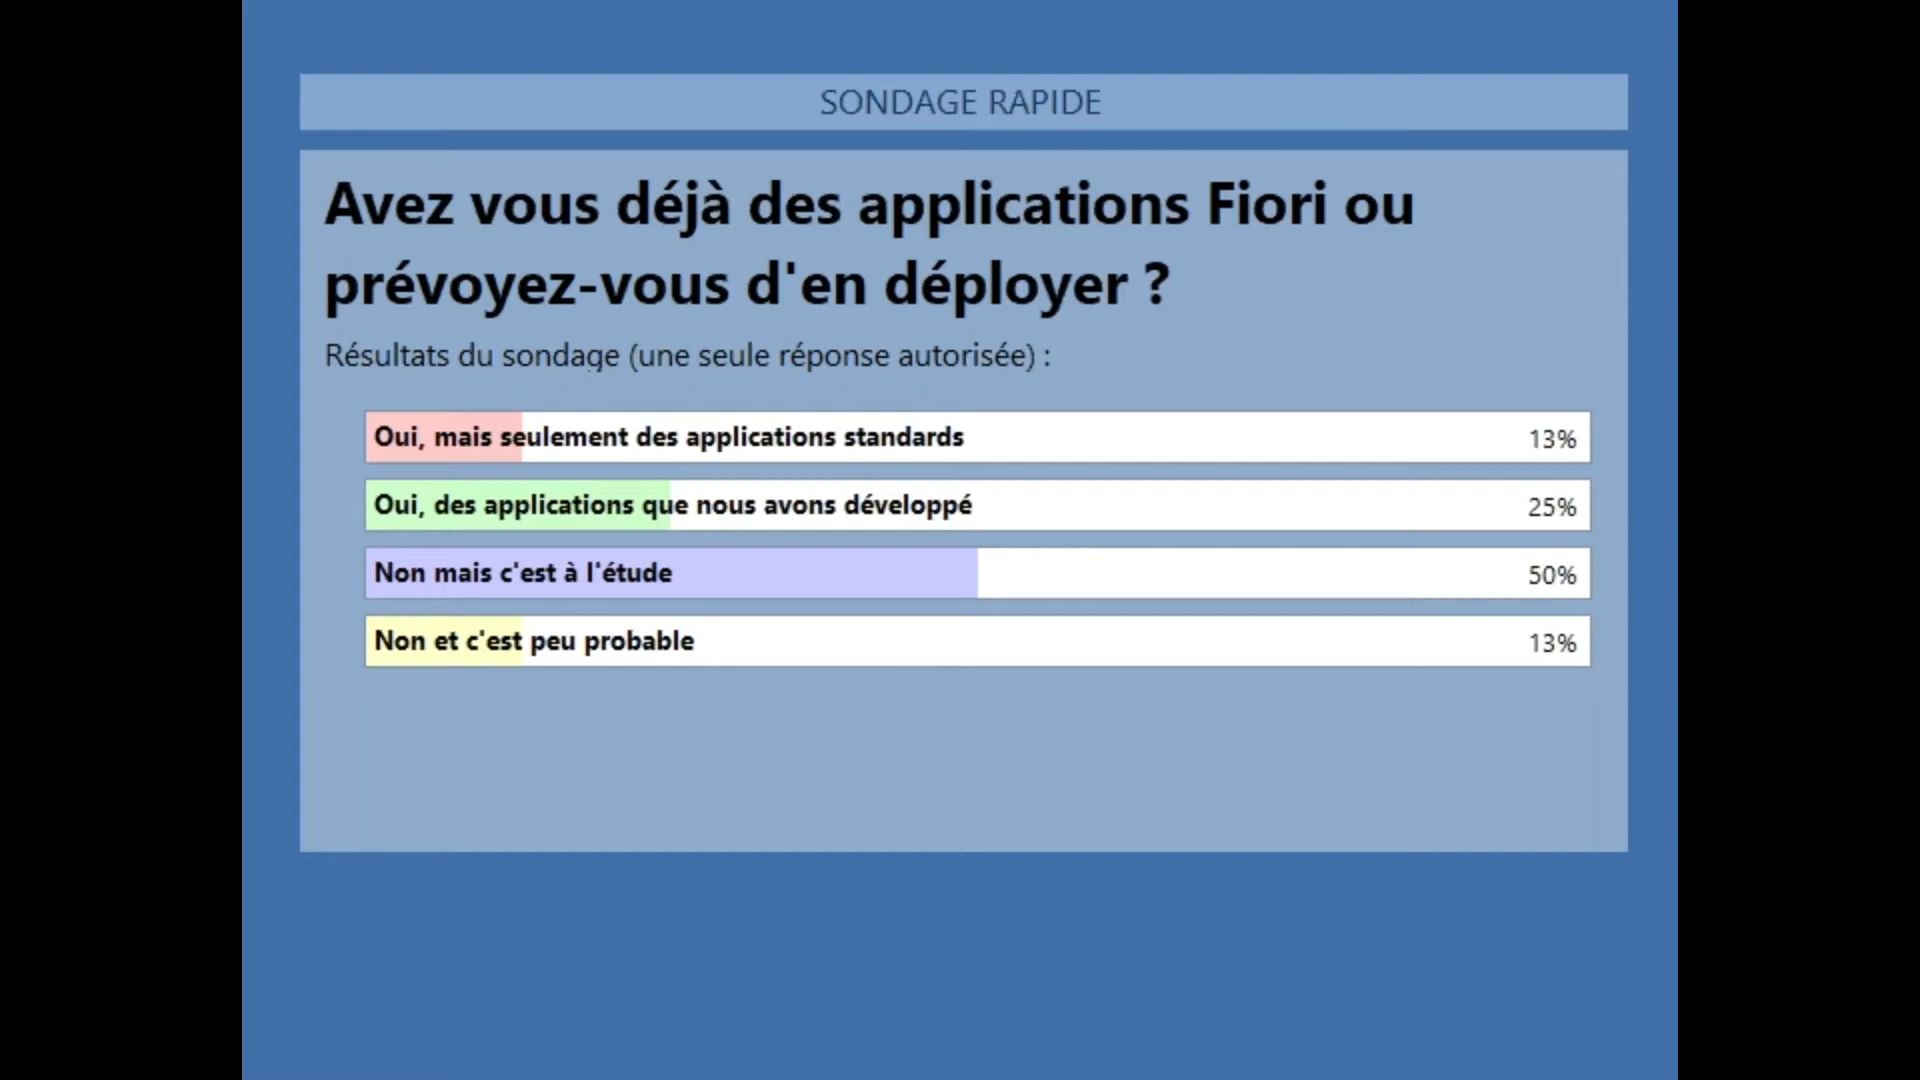 SONDAGE RAPIDE
Avez vous déjà des applications Fiori ou
prévoyez-vous d'en déployer ?
Résultats du sondage (une seule réponse autorisée) :
Oui, mais seulement des applications standards 13%
Oui, des applications que nous avons développé 25%
Non mais c'est à l'étude 50%
Non et c'est peu probable 13%